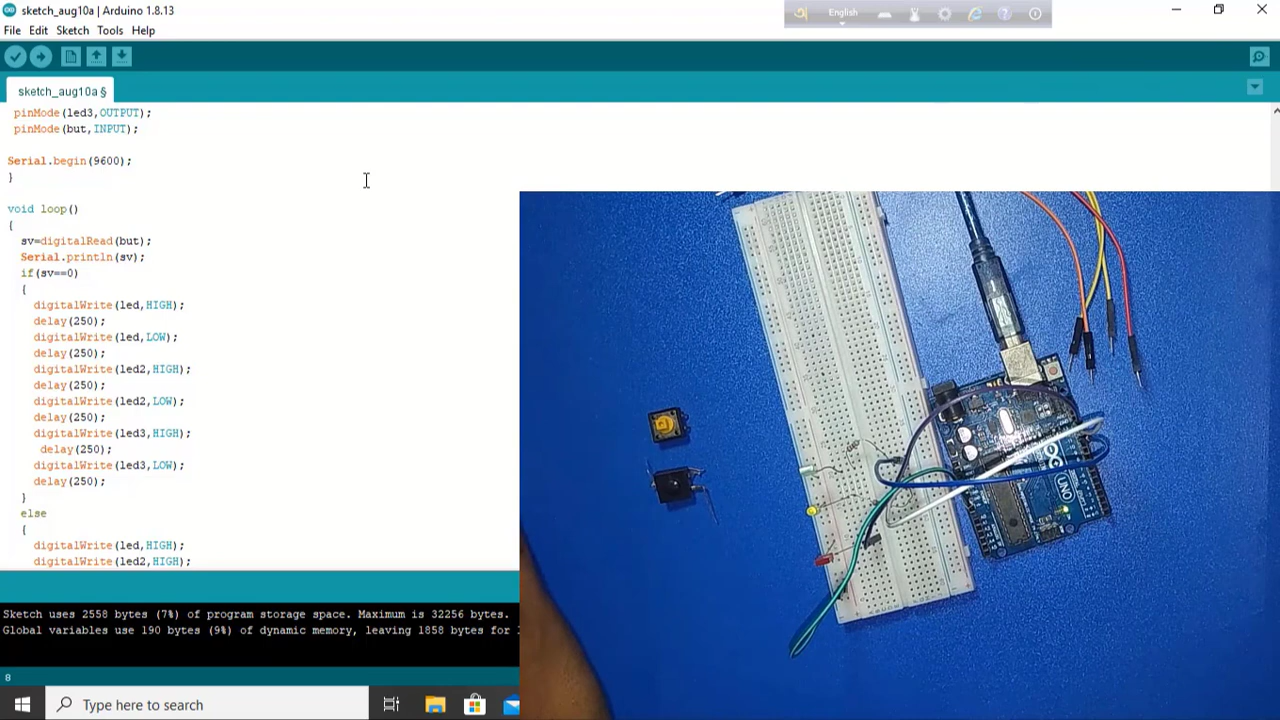 sketch_aug10a | Arduino 1.8.13
English
File Edit Sketch Tools Help
sketch_aug10a §
pinMode(led3,OUTPUT);
pinMode(but,INPUT);
Serial.begin(9600);
}
void loop()
{
sv=digitalRead(but);
Serial.println(sv);
if(sv==0)
{
digitalWrite(led,HIGH);
delay(250);
digitalWrite(led,LOW);
delay(250);
digitalWrite(led2,HIGH);
delay(250);
digitalWrite(led2,LOW);
delay(250);
digitalWrite(led3,HIGH);
delay(250);
digitalWrite(led3,LOW);
delay(250);
}
else
{
digitalWrite(led,HIGH);
digitalWrite(led2,HIGH);
Sketch uses 2558 bytes (7%) of program storage space. Maximum is 32256 bytes.
Global variables use 190 bytes (9%) of dynamic memory, leaving 1858 bytes for
8
Type here to search
UNO